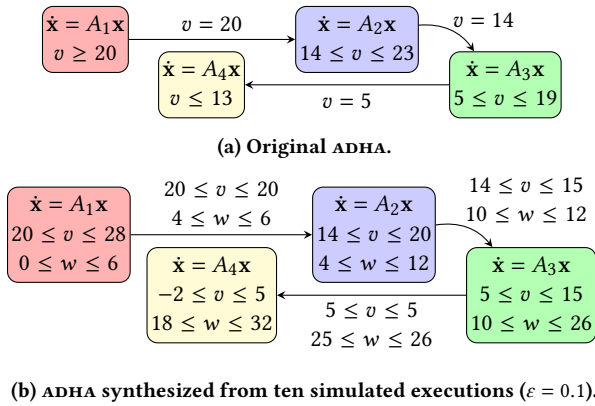 ẋ = A₁x
v ≥ 20
v = 20
ẋ = A₂x
14 ≤ v ≤ 23
v = 14
ẋ = A₄x
v ≤ 13
v = 5
ẋ = A₃x
5 ≤ v ≤ 19
(a) Original ADHA.
ẋ = A₁x
20 ≤ v ≤ 28
0 ≤ w ≤ 6
20 ≤ v ≤ 20
4 ≤ w ≤ 6
ẋ = A₂x
14 ≤ v ≤ 20
4 ≤ w ≤ 12
14 ≤ v ≤ 15
10 ≤ w ≤ 12
ẋ = A₄x
−2 ≤ v ≤ 5
18 ≤ w ≤ 32
5 ≤ v ≤ 5
25 ≤ w ≤ 26
ẋ = A₃x
5 ≤ v ≤ 15
10 ≤ w ≤ 26
(b) ADHA synthesized from ten simulated executions (ε = 0.1).